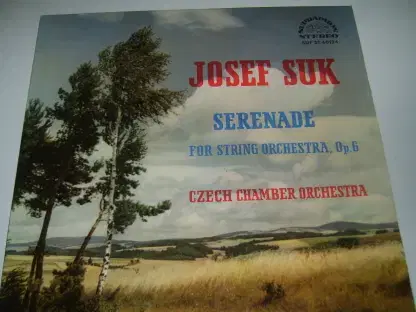 SUPRAPHON
STEREO
JOSEF SUK
SERENADE
FOR STRING ORCHESTRA, Op.6
CZECH CHAMBER ORCHESTRA